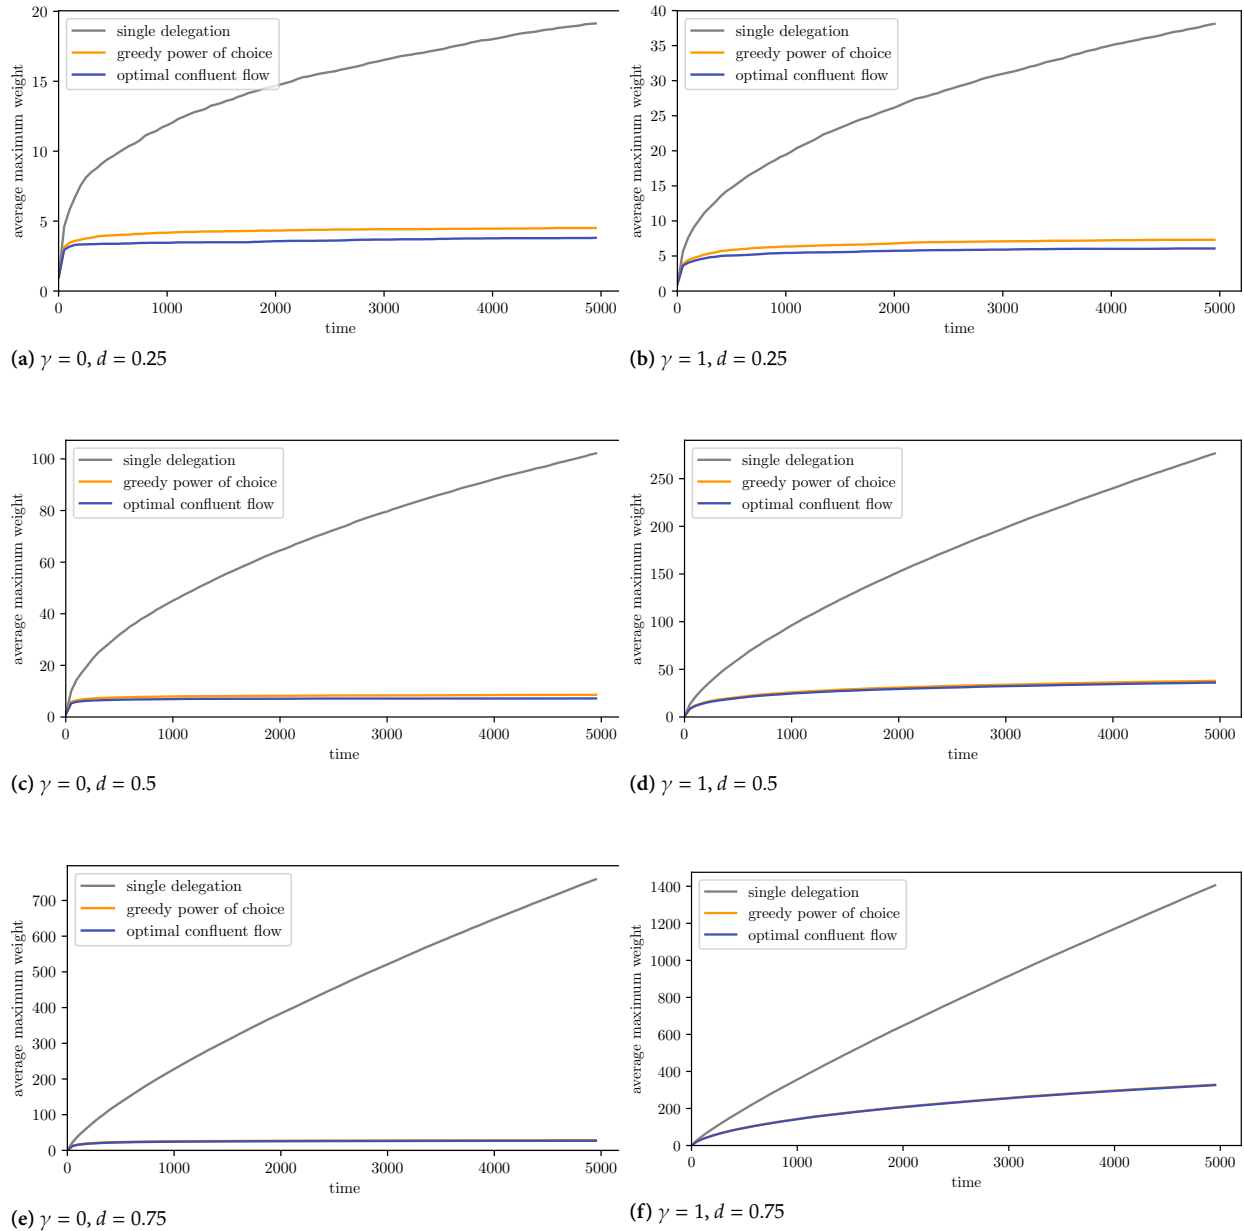 20
15
10
5
0
average maximum weight
single delegation
greedy power of choice
optimal confluent flow
0 1000 2000 3000 4000 5000
time
(a) γ = 0, d = 0.25
40
35
30
25
20
15
10
5
0
average maximum weight
single delegation
greedy power of choice
optimal confluent flow
0 1000 2000 3000 4000 5000
time
(b) γ = 1, d = 0.25
100
80
60
40
20
0
average maximum weight
single delegation
greedy power of choice
optimal confluent flow
0 1000 2000 3000 4000 5000
time
(c) γ = 0, d = 0.5
250
200
150
100
50
0
average maximum weight
single delegation
greedy power of choice
optimal confluent flow
0 1000 2000 3000 4000 5000
time
(d) γ = 1, d = 0.5
700
600
500
400
300
200
100
0
average maximum weight
single delegation
greedy power of choice
optimal confluent flow
0 1000 2000 3000 4000 5000
time
(e) γ = 0, d = 0.75
1400
1200
1000
800
600
400
200
0
average maximum weight
single delegation
greedy power of choice
optimal confluent flow
0 1000 2000 3000 4000 5000
time
(f) γ = 1, d = 0.75